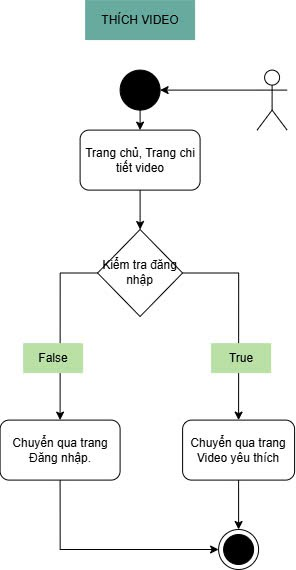 THÍCH VIDEO
Trang chủ, Trang chi
tiết video
Kiểm tra đăng
nhập
False
True
Chuyển qua trang
Đăng nhập.
Chuyển qua trang
Video yêu thích